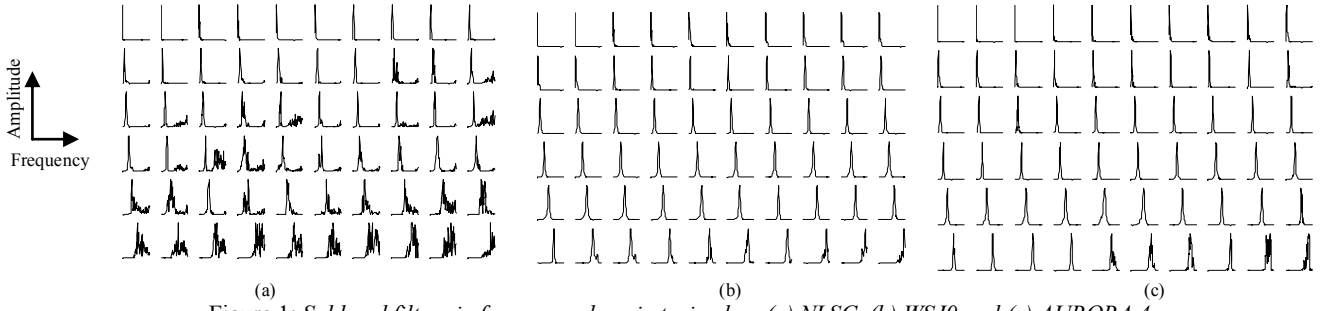 Amplitude
Frequency
(a)
(b)
(c)
Figure 1: Subband filters in frequency domain trained on (a) NLSC, (b) WSJ0, and (c) AURORA 4